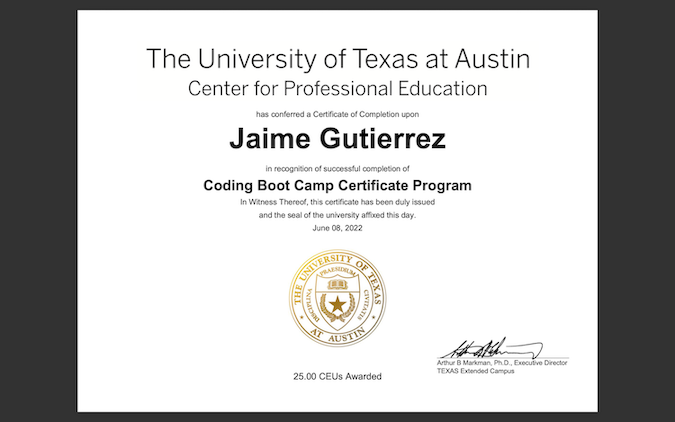 The University of Texas at Austin
Center for Professional Education
has conferred a Certificate of Completion upon
Jaime Gutierrez
in recognition of successful completion of
Coding Boot Camp Certificate Program
In Witness Thereof, this certificate has been duly issued
and the seal of the university affixed this day.
June 08, 2022
THE UNIVERSITY OF TEXAS
PRAESIDIUM
DISCIPLINA
CIVITATIS
AT AUSTIN
25.00 CEUs Awarded
Arthur B Markman, Ph.D., Executive Director
TEXAS Extended Campus